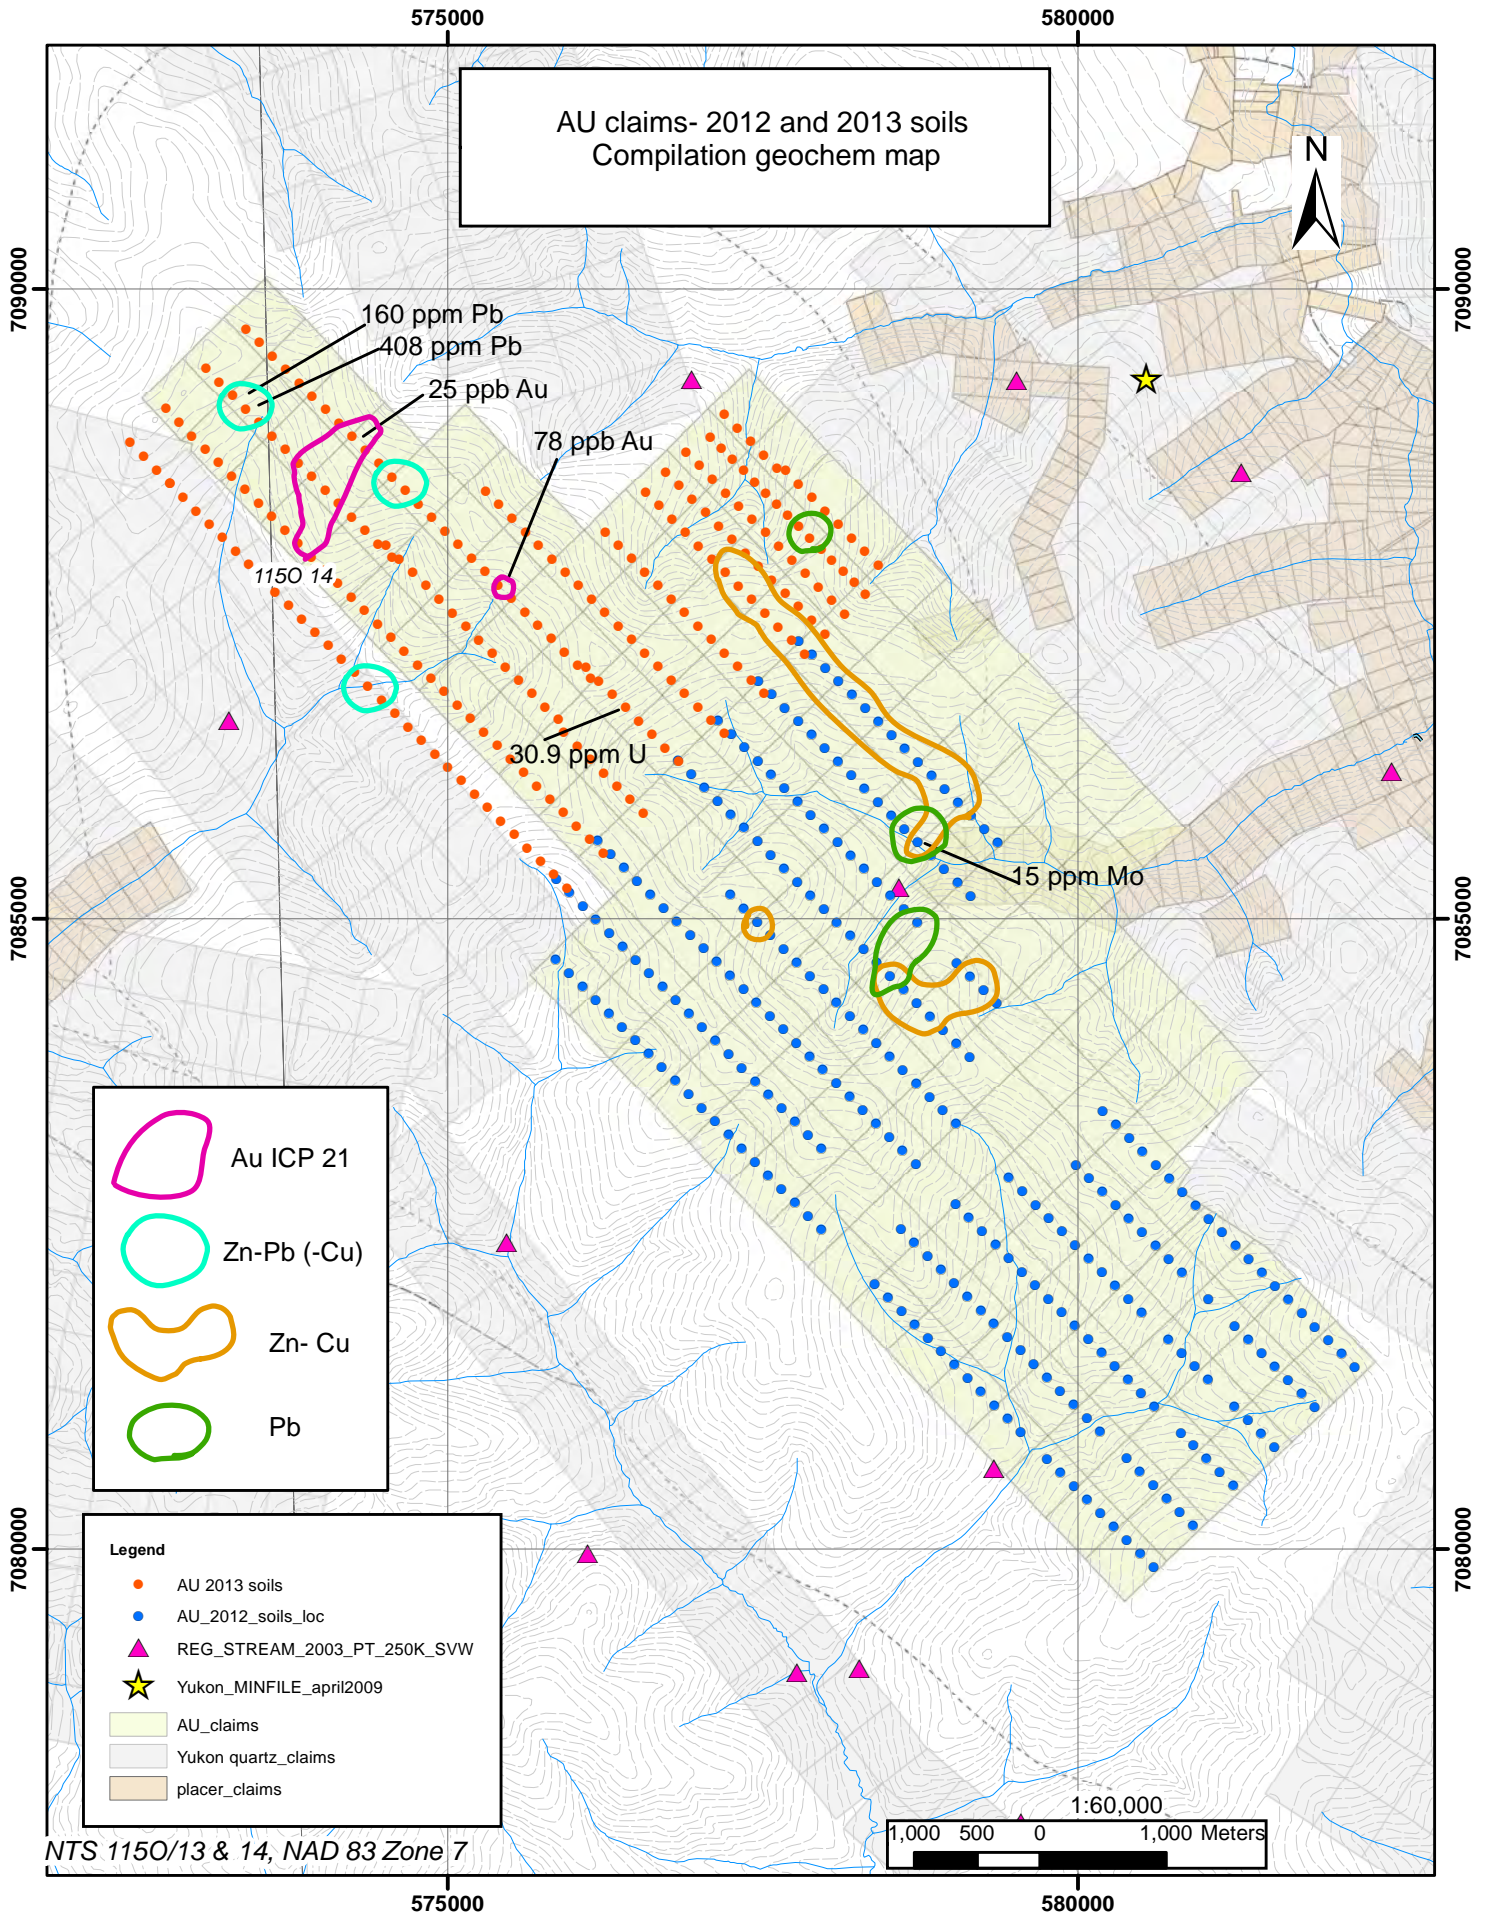 575000
580000
AU claims- 2012 and 2013 soils
Compilation geochem map
N
7090000
7090000
160 ppm Pb
408 ppm Pb
25 ppb Au
78 ppb Au
115O 14
30.9 ppm U
15 ppm Mo
7085000
7085000
Au ICP 21
Zn-Pb (-Cu)
Zn- Cu
Pb
7080000
7080000
Legend
AU 2013 soils
AU_2012_soils_loc
REG_STREAM_2003_PT_250K_SVW
Yukon_MINFILE_april2009
AU_claims
Yukon quartz_claims
placer_claims
1:60,000
1,000 500 0 1,000 Meters
NTS 115O/13 & 14, NAD 83 Zone 7
575000
580000